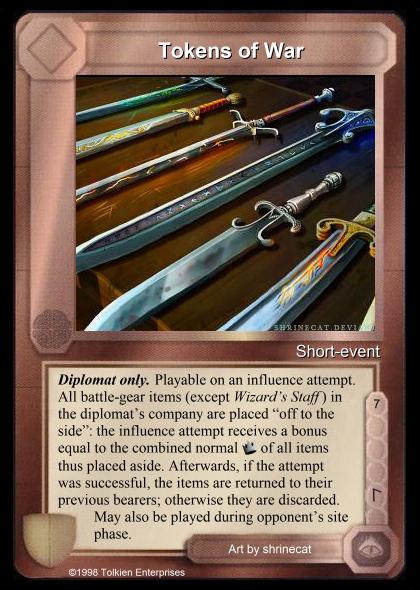 Tokens of War
SHRINECAT.DEVIA
Short-event
Diplomat only. Playable on an influence attempt.
All battle-gear items (except Wizard's Staff) in
the diplomat's company are placed “off to the
side”: the influence attempt receives a bonus
equal to the combined normal of all items
thus placed aside. Afterwards, if the attempt
was successful, the items are returned to their
previous bearers; otherwise they are discarded.
May also be played during opponent's site
phase.
7
Art by shrinecat
©1998 Tolkien Enterprises